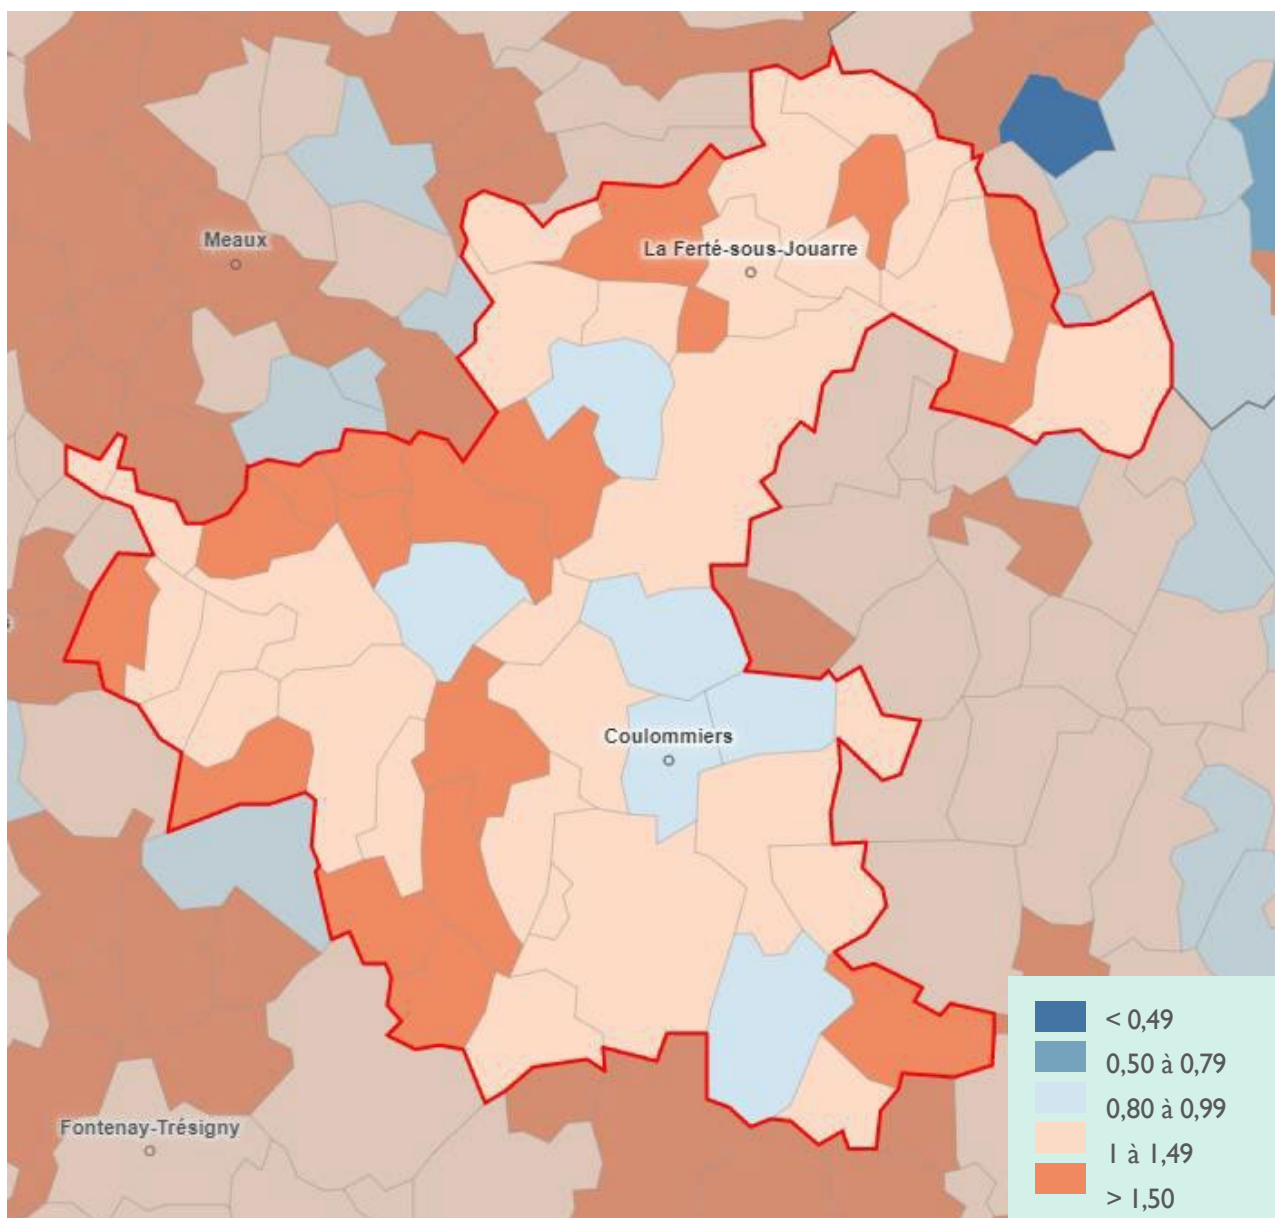 Meaux
La Ferté-sous-Jouarre
s
Coulommiers
Fontenay-Trésigny
< 0,49
0,50 à 0,79
0,80 à 0,99
1 à 1,49
> 1,50